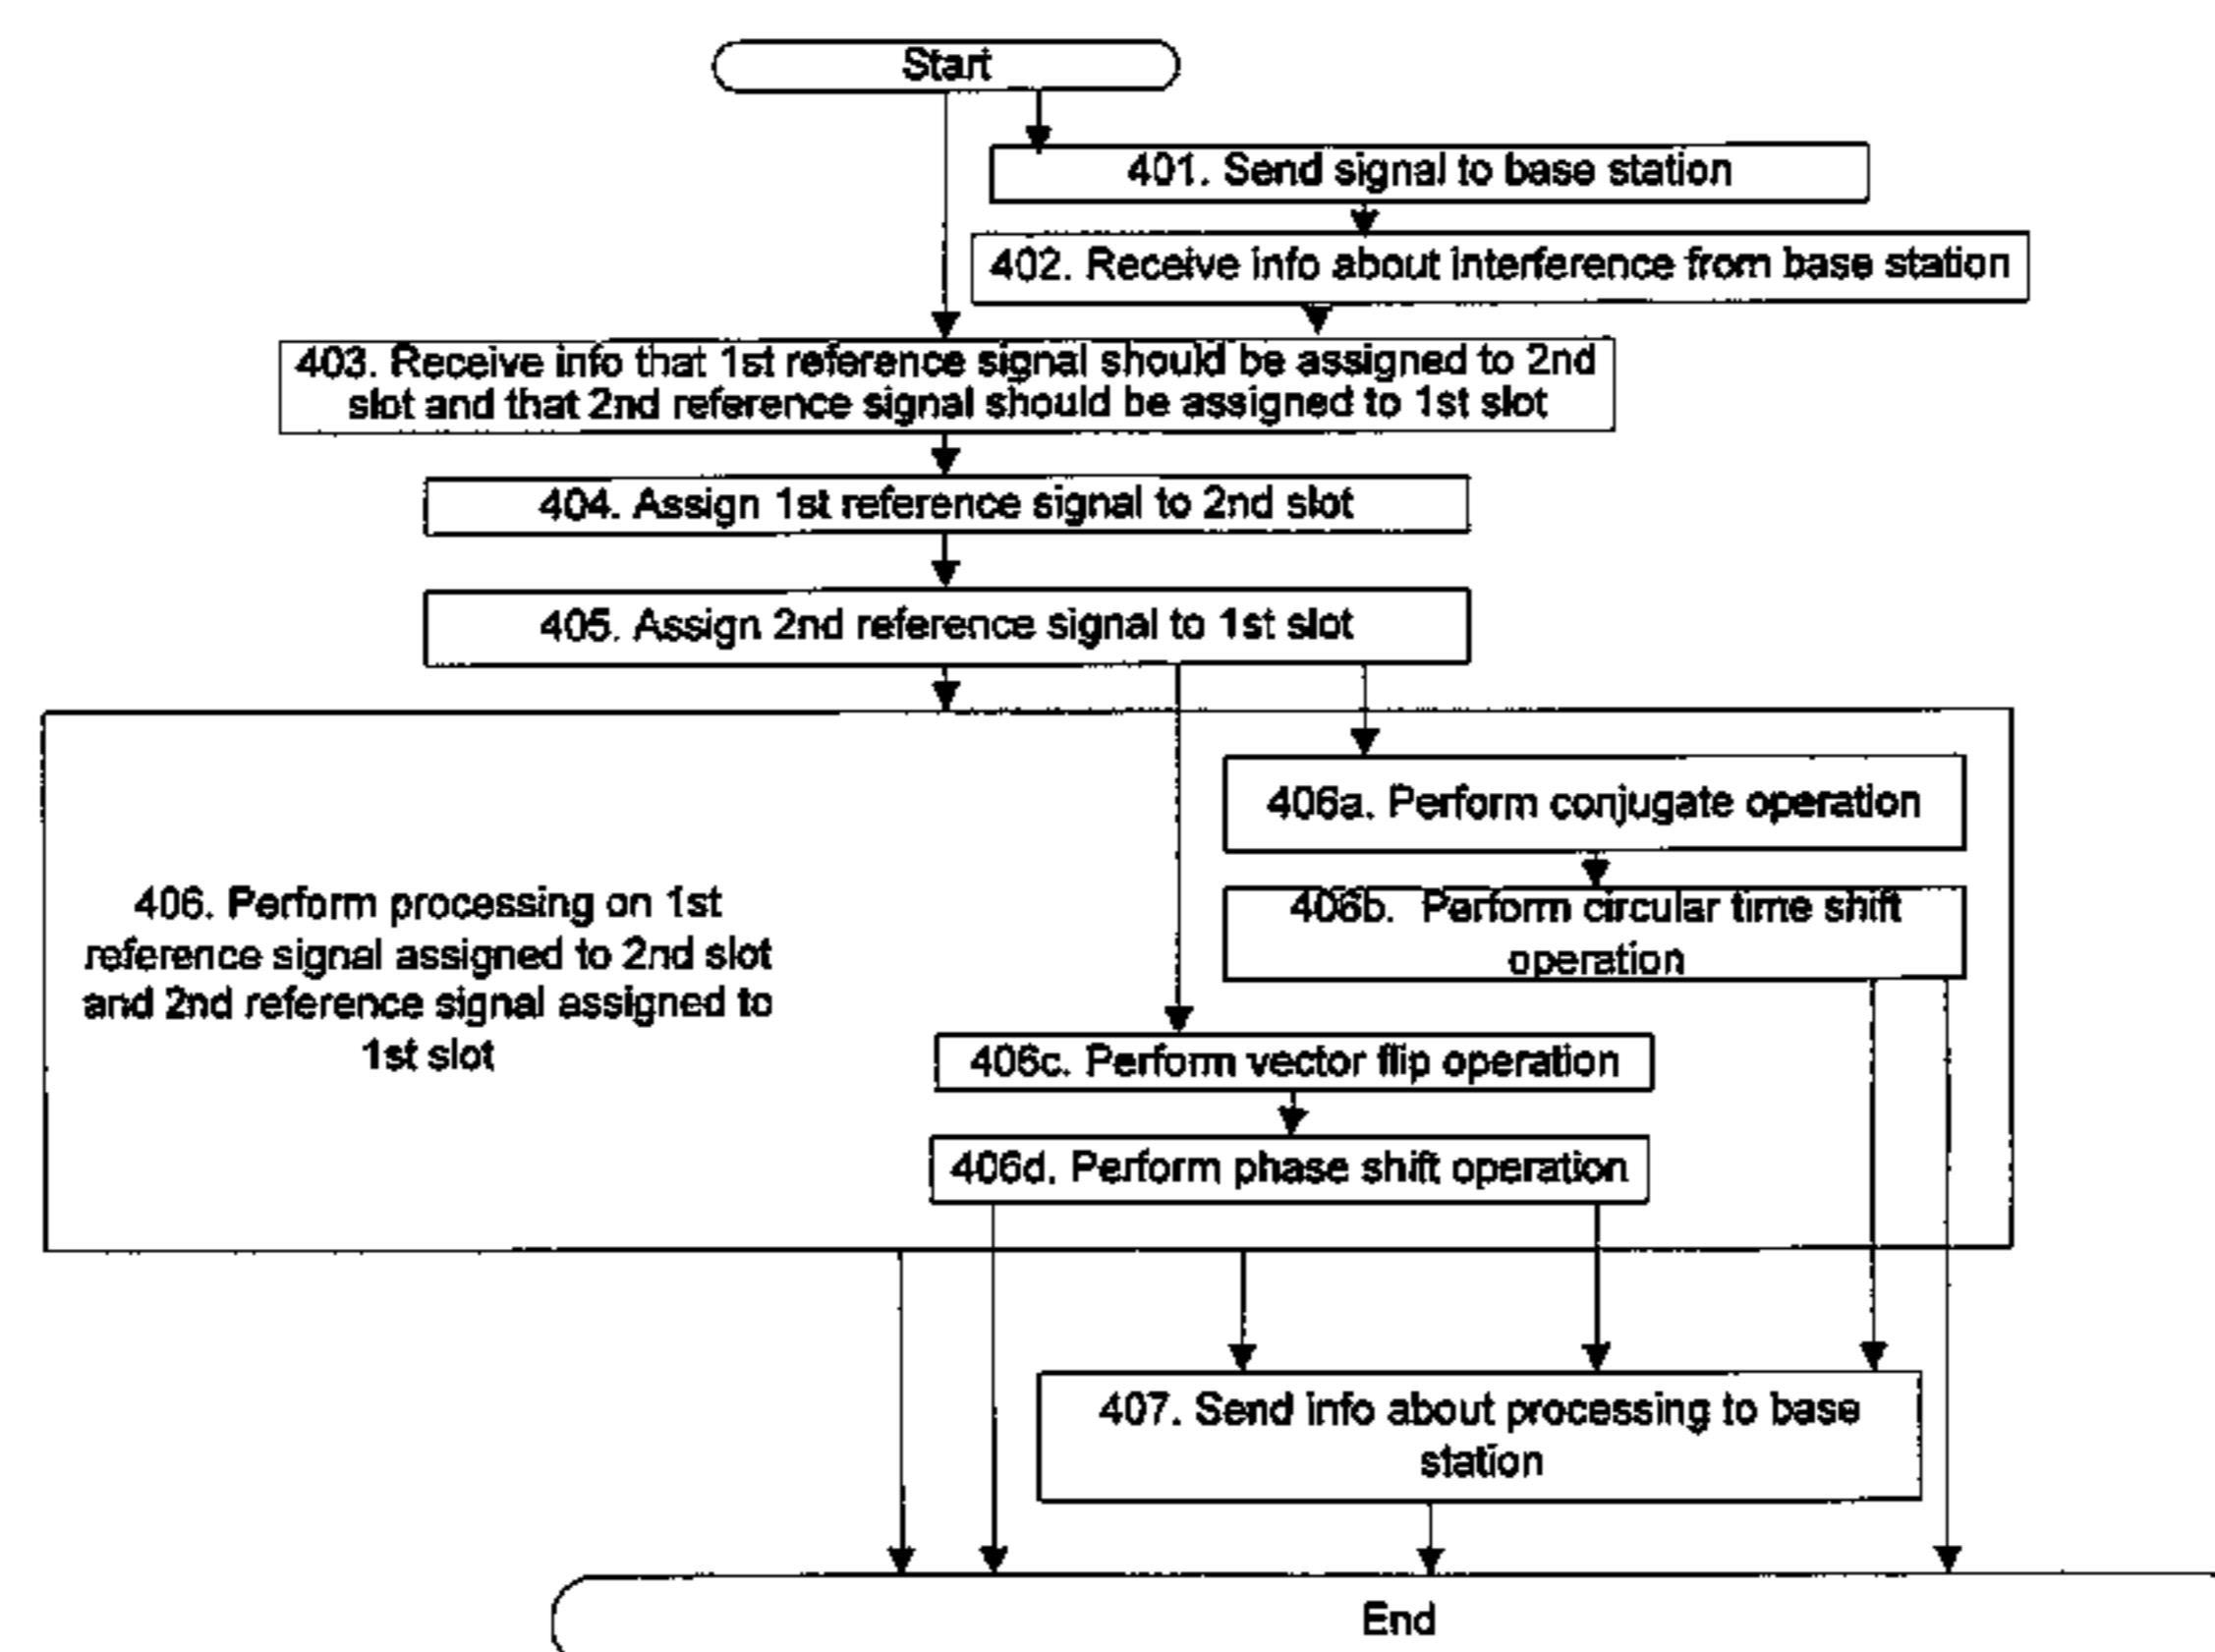 Start
401. Send signal to base station
402. Receive info about interference from base station
403. Receive info that 1st reference signal should be assigned to 2nd
slot and that 2nd reference signal should be assigned to 1st slot
404. Assign 1st reference signal to 2nd slot
405. Assign 2nd reference signal to 1st slot
406a. Perform conjugate operation
406b. Perform circular time shift
operation
406. Perform processing on 1st
reference signal assigned to 2nd slot
and 2nd reference signal assigned to
1st slot
406c. Perform vector flip operation
406d. Perform phase shift operation
407. Send info about processing to base
station
End